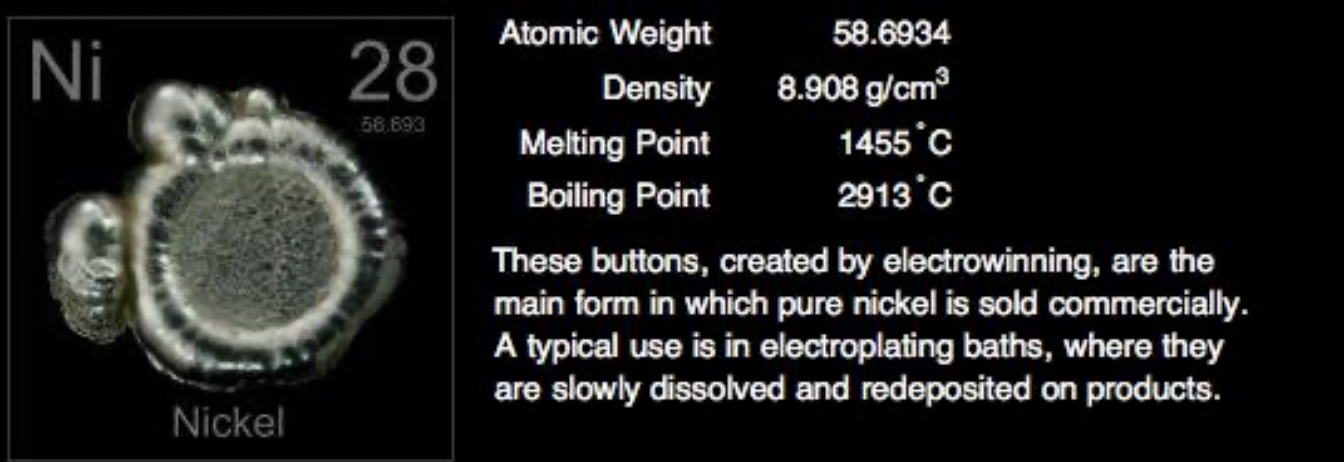 Ni 28
58.693
Nickel
Atomic Weight 58.6934
Density 8.908 g/cm³
Melting Point 1455 °C
Boiling Point 2913 °C
These buttons, created by electrowinning, are the
main form in which pure nickel is sold commercially.
A typical use is in electroplating baths, where they
are slowly dissolved and redeposited on products.